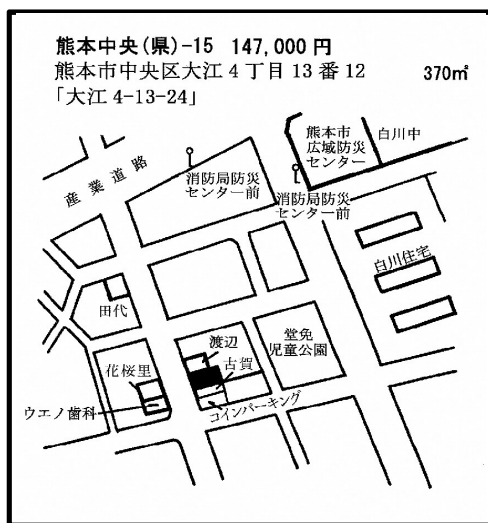 熊本中央(県)-15 147,000円
熊本市中央区大江4丁目13番12 370㎡
「大江4-13-24」
熊本市
広域防災
センター
白川中
産業道路
消防局防災
センター前
消防局防災
センター前
白川住宅
田代
渡辺
古賀
堂免
児童公園
花桜里
ウエノ歯科
コインパーキング